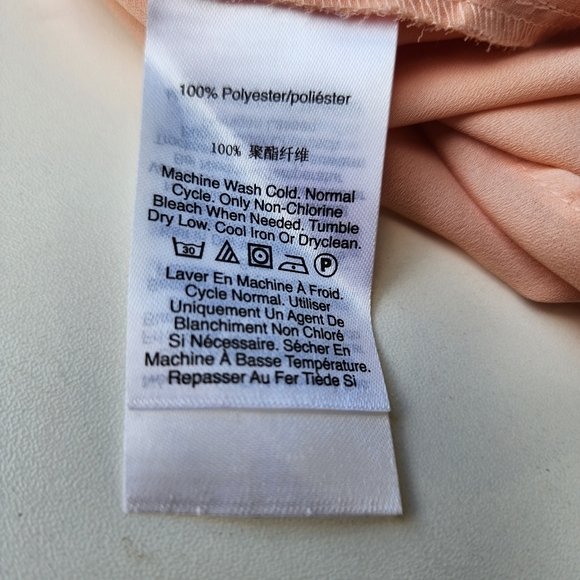 100% Polyester/poliéster
100% 聚酯纤维
Machine Wash Cold. Normal
Cycle. Only Non-Chlorine
Bleach When Needed. Tumble
Dry Low. Cool Iron Or Dryclean.
30 P
Laver En Machine À Froid.
Cycle Normal. Utiliser
Uniquement Un Agent De
Blanchiment Non Chloré
Si Nécessaire. Sécher En
Machine À Basse Température.
Repasser Au Fer Tiède Si